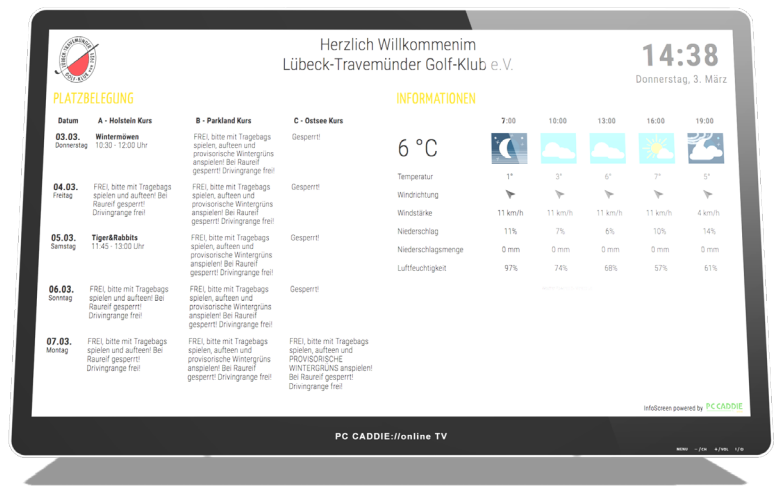 LÜBECK-TRAVEMÜNDER GOLF-KLUB
Herzlich Willkommenim
Lübeck-Travemünder Golf-Klub e.V.
14:38
Donnerstag, 3. März
PLATZBELEGUNG
Datum A - Holstein Kurs B - Parkland Kurs C - Ostsee Kurs
03.03.
Donnerstag
Wintermöwen
10:30 - 12:00 Uhr
FREI, bitte mit Tragebags
spielen, aufteen und
provisorische Wintergrüns
anspielen! Bei Raureif
gesperrt! Drivingrange frei!
Gesperrt!
04.03.
Freitag
FREI, bitte mit Tragebags
spielen und aufteen! Bei
Raureif gesperrt!
Drivingrange frei!
FREI, bitte mit Tragebags
spielen, aufteen und
provisorische Wintergrüns
anspielen! Bei Raureif
gesperrt! Drivingrange frei!
Gesperrt!
05.03.
Samstag
Tiger&Rabbits
11:45 - 13:00 Uhr
FREI, bitte mit Tragebags
spielen, aufteen und
provisorische Wintergrüns
anspielen! Bei Raureif
gesperrt! Drivingrange frei!
Gesperrt!
06.03.
Sonntag
FREI, bitte mit Tragebags
spielen und aufteen! Bei
Raureif gesperrt!
Drivingrange frei!
FREI, bitte mit Tragebags
spielen, aufteen und
provisorische Wintergrüns
anspielen! Bei Raureif
gesperrt! Drivingrange frei!
Gesperrt!
07.03.
Montag
FREI, bitte mit Tragebags
spielen und aufteen! Bei
Raureif gesperrt!
Drivingrange frei!
FREI, bitte mit Tragebags
spielen, aufteen und
provisorische Wintergrüns
anspielen! Bei Raureif
gesperrt! Drivingrange frei!
FREI, bitte mit Tragebags
spielen, aufteen und
PROVISORISCHE
WINTERGRÜNS anspielen!
Bei Raureif gesperrt!
Drivingrange frei!
INFORMATIONEN
7:00 10:00 13:00 16:00 19:00
6 °C
Temperatur 1° 3° 6° 7° 5°
Windrichtung
Windstärke 11 km/h 11 km/h 11 km/h 11 km/h 4 km/h
Niederschlag 11% 7% 6% 10% 14%
Niederschlagsmenge 0 mm 0 mm 0 mm 0 mm 0 mm
Luftfeuchtigkeit 97% 74% 68% 57% 61%
InfoScreen powered by PC CADDIE
PC CADDIE://online TV
MENU - / CH + / VOL 1 / O